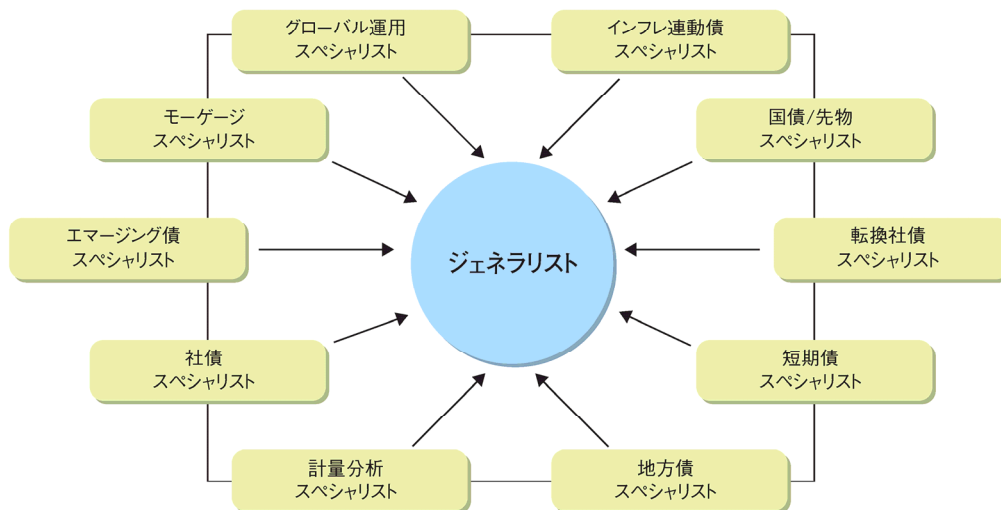 グローバル運用
スペシャリスト
インフレ連動債
スペシャリスト
モーゲージ
スペシャリスト
国債/先物
スペシャリスト
エマージング債
スペシャリスト
ジェネラリスト
転換社債
スペシャリスト
社債
スペシャリスト
短期債
スペシャリスト
計量分析
スペシャリスト
地方債
スペシャリスト